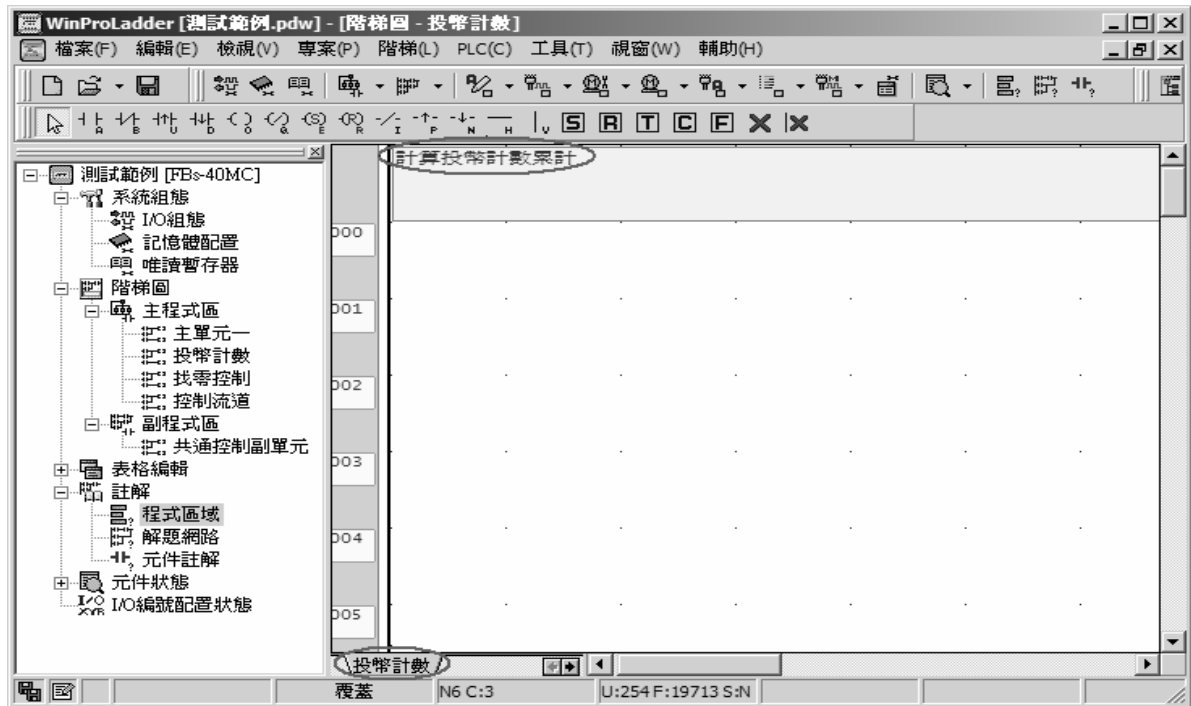 WinProLadder [測試範例.pdw] - [階梯圖 - 投幣計數]
檔案(F) 編輯(E) 檢視(V) 專案(P) 階梯(L) PLC(C) 工具(T) 視窗(W) 輔助(H)
A B U D O Q E R I P N H V S R T C F
計算投幣計數累計
測試範例 [FBs-40MC]
系統組態
I/O組態
記憶體配置
唯讀暫存器
階梯圖
主程式區
主單元一
投幣計數
找零控制
控制流道
副程式區
共通控制副單元
表格編輯
註解
程式區域
解題網路
元件註解
元件狀態
I/O編號配置狀態
000
001
002
003
004
005
投幣計數
覆蓋 N6 C:3 U:254 F:19713 S:N